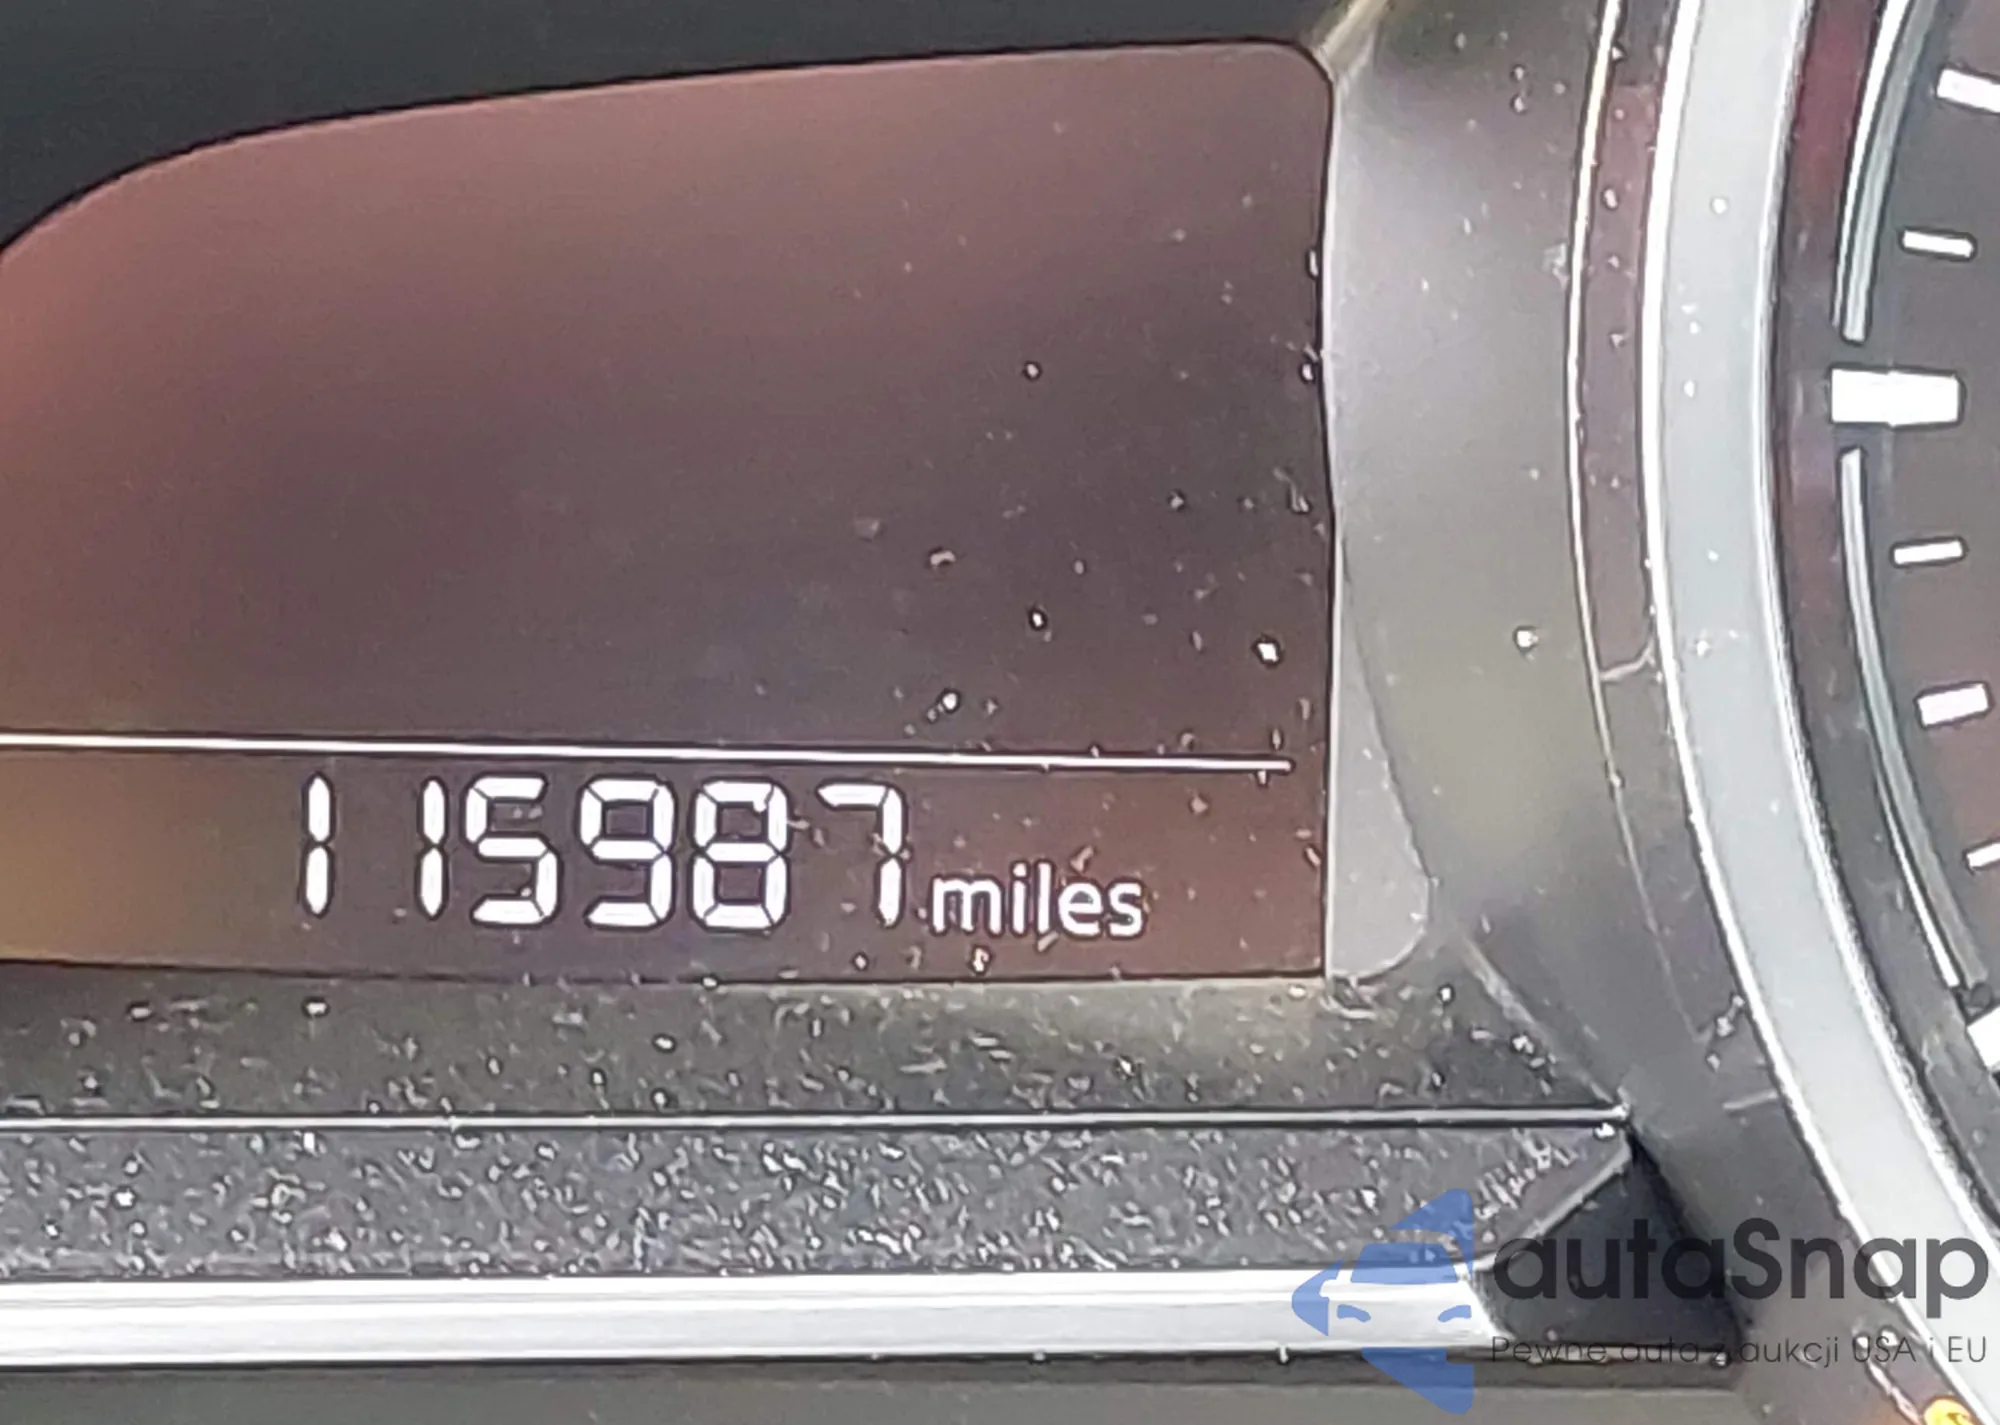 115987 miles
autaSnap
Pewne auta z aukcji USA i EU